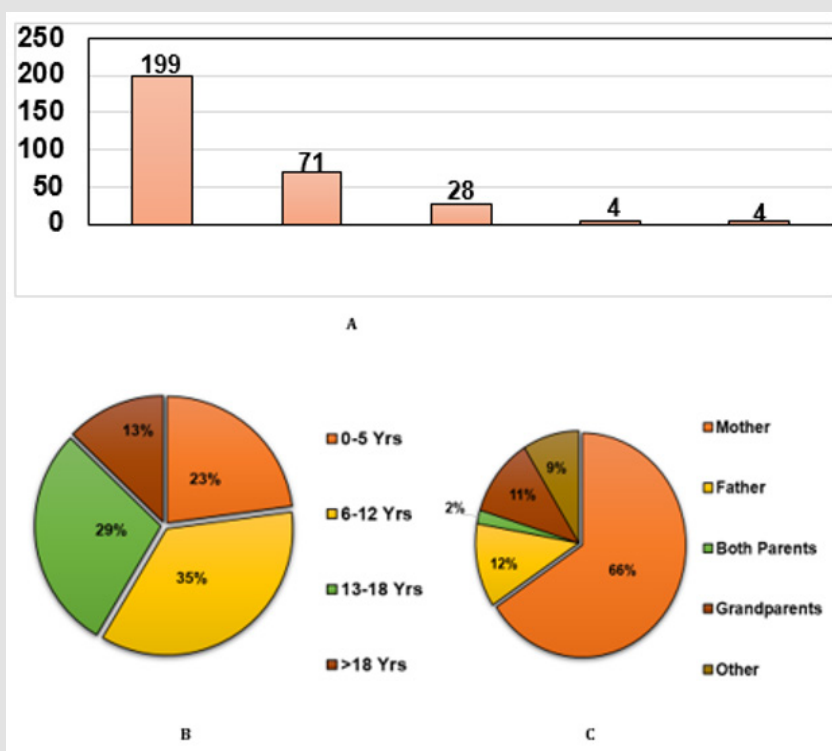 250
200
150
100
50
0
199
71
28
4
4
A
13%
23%
29%
35%
0-5 Yrs
6-12 Yrs
13-18 Yrs
>18 Yrs
B
9%
11%
2%
12%
66%
Mother
Father
Both Parents
Grandparents
Other
C